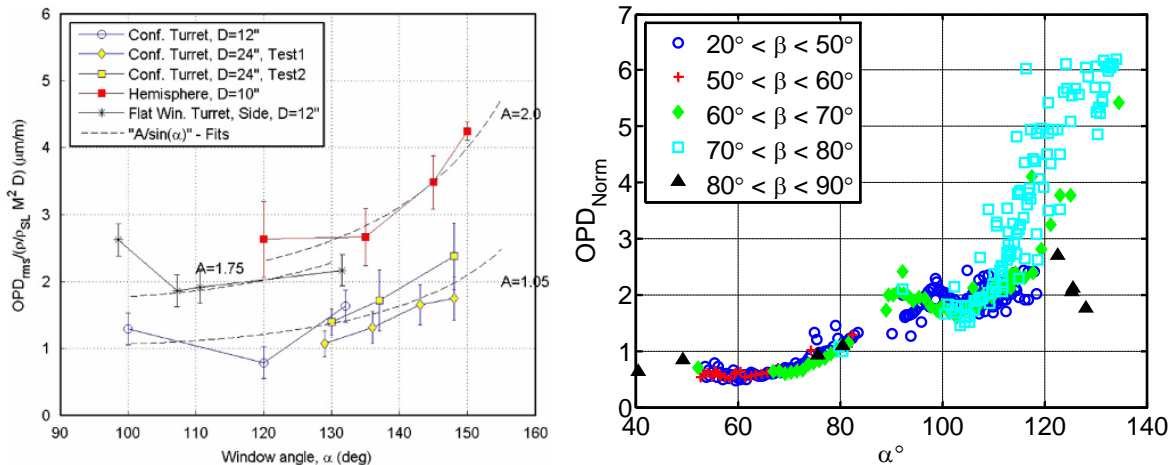 Conf. Turret, D=12"
Conf. Turret, D=24", Test1
Conf. Turret, D=24", Test2
Hemisphere, D=10"
Flat Win. Turret, Side, D=12"
"A/sin(α)" - Fits
A=2.0
A=1.75
A=1.05
OPDrms/(ρ/ρSL M² D) (μm/m)
6
5
4
3
2
1
0
90 100 110 120 130 140 150 160
Window angle, α (deg)
20° < β < 50°
50° < β < 60°
60° < β < 70°
70° < β < 80°
80° < β < 90°
OPDNorm
7
6
5
4
3
2
1
0
40 60 80 100 120 140
α°